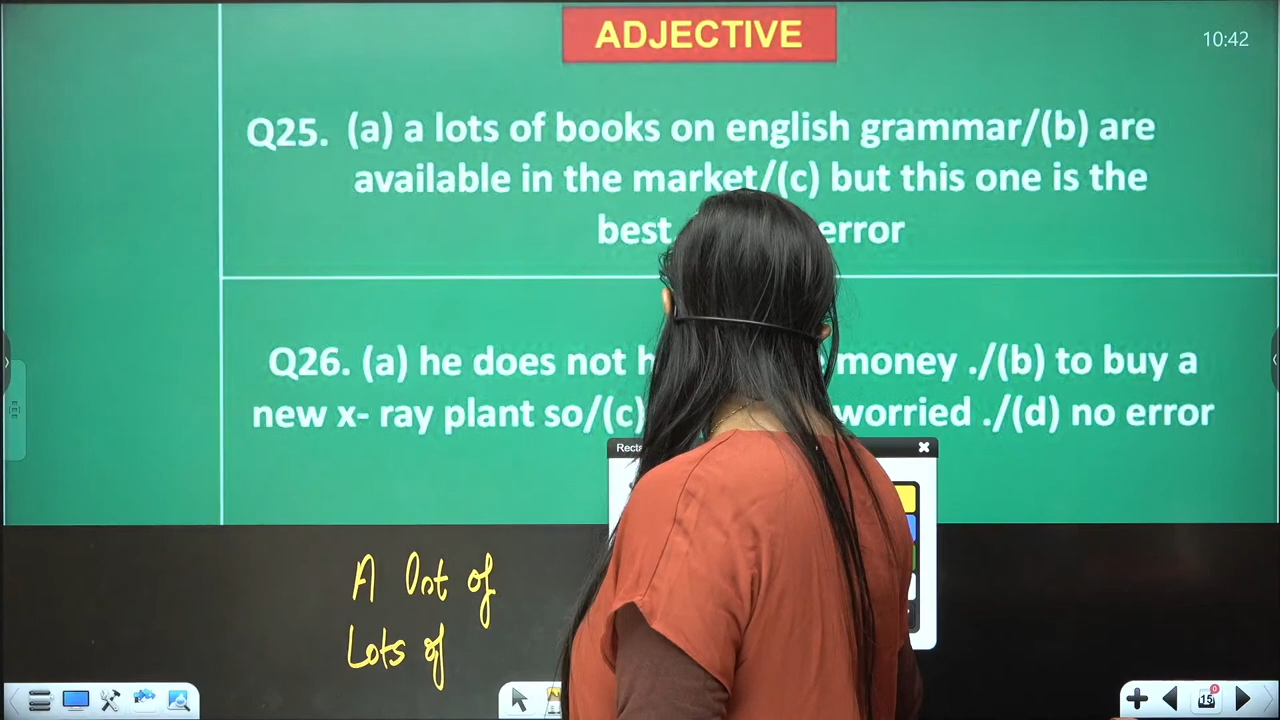 ADJECTIVE
10:42
Q25. (a) a lots of books on english grammar/(b) are
available in the market/(c) but this one is the
best. error
Q26. (a) he does not money ./(b) to buy a
new x- ray plant so/(c) worried ./(d) no error
A lot of
Lots of
15